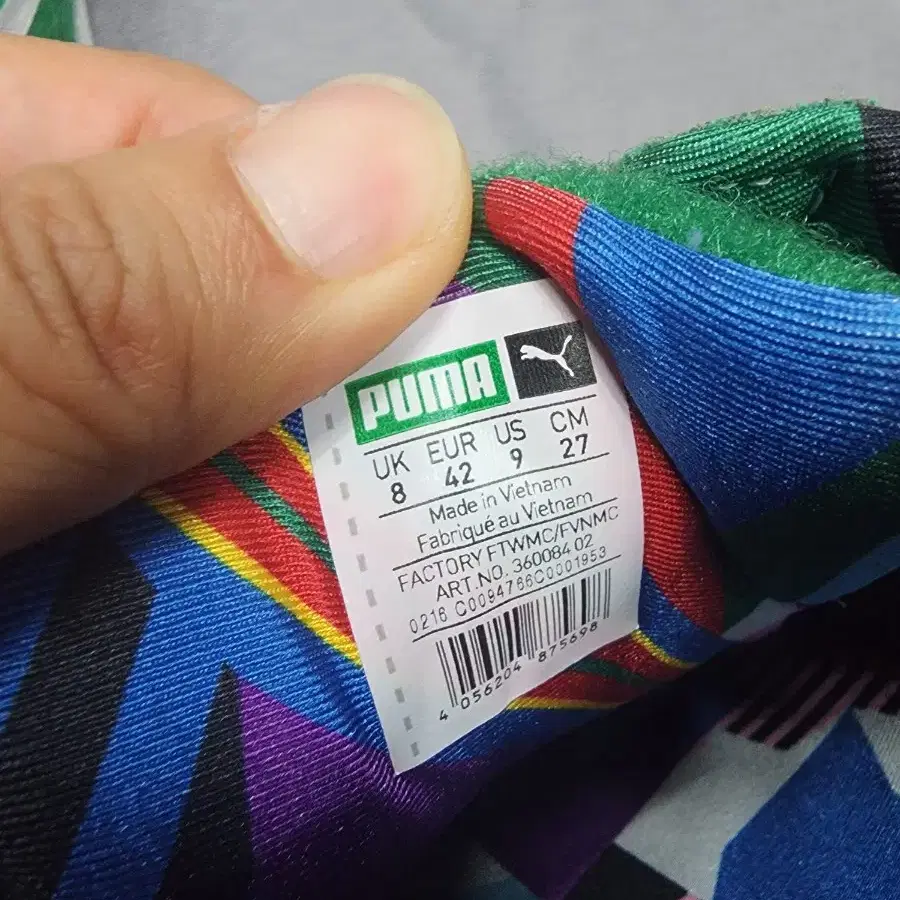 PUMA
UK EUR US CM
8 42 9 27
Made in Vietnam
Fabriqué au Vietnam
FACTORY FTWMC/FVNMC
ART.NO. 360084 02
0216 C0094766C0001953
4 056204 875698